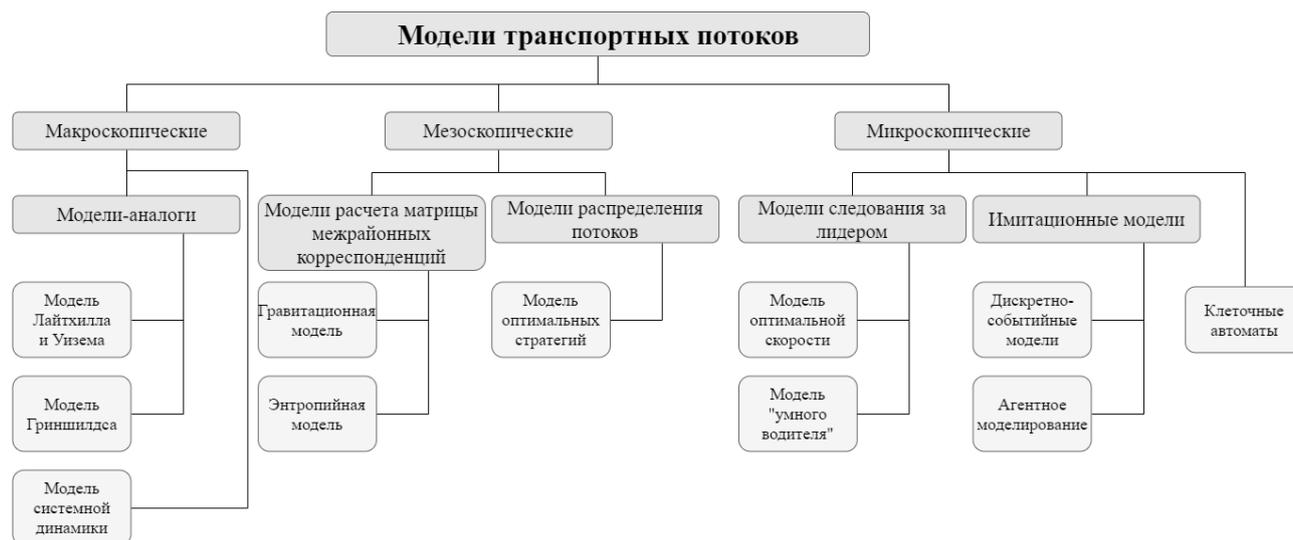 Модели транспортных потоков
Макроскопические
Мезоскопические
Микроскопические
Модели-аналоги
Модели расчета матрицы
межрайонных
корреспонденций
Модели распределения
потоков
Модели следования за
лидером
Имитационные модели
Модель
Лайтхилла
и Уизема
Гравитационная
модель
Модель
оптимальных
стратегий
Модель
оптимальной
скорости
Дискретно-
событийные
модели
Клеточные
автоматы
Модель
Гриншилдса
Энтропийная
модель
Модель
"умного
водителя"
Агентное
моделирование
Модель
системной
динамики